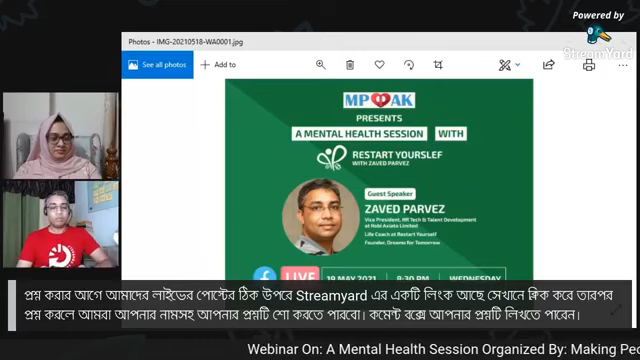 Powered by
StreamYard
Photos - IMG-20210518-WA0001.jpg
See all photos
Add to
MP AK
PRESENTS
A MENTAL HEALTH SESSION WITH
RESTART YOURSLEF
WITH ZAVED PARVEZ
Guest Speaker
ZAVED PARVEZ
Vice President, HR Tech & Talent Development
at Robi Axiata Limited
Life Coach at Restart Yourself
Founder, Dreams for Tomorrow
LIVE 19 MAY 2021 8:30 PM WEDNESDAY
প্রশ্ন করার আগে আমাদের লাইভের পোস্টের ঠিক উপরে Streamyard এর একটি লিংক আছে সেখানে ক্লিক করে তারপর
প্রশ্ন করলে আমরা আপনার নামসহ আপনার প্রশ্নটি শো করতে পারবো। কমেন্ট বক্সে আপনার প্রশ্নটি লিখতে পারেন।
Webinar On: A Mental Health Session Organized By: Making Pe